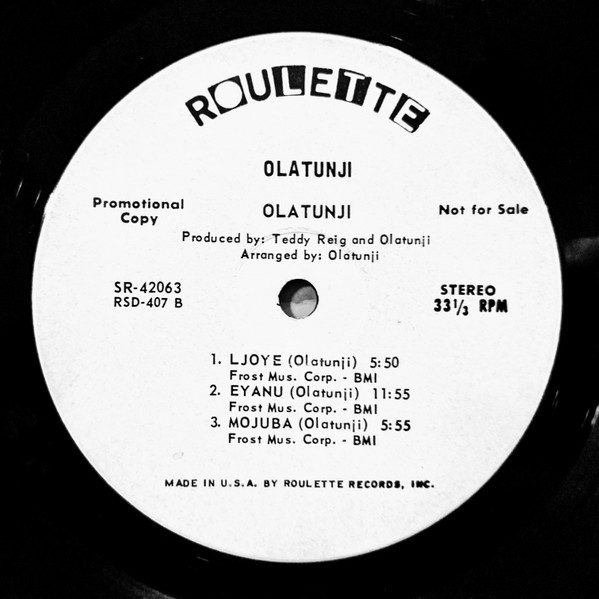 ROULETTE
OLATUNJI
Promotional Copy
OLATUNJI
Not for Sale
Produced by: Teddy Reig and Olatunji
Arranged by: Olatunji
SR-42063
RSD-407 B
STEREO
33 1/3 RPM
1. LJOYE (Olatunji) 5:50
Frost Mus. Corp. - BMI
2. EYANU (Olatunji) 11:55
Frost Mus. Corp. - BMI
3. MOJUBA (Olatunji) 5:55
Frost Mus. Corp. - BMI
MADE IN U.S.A. BY ROULETTE RECORDS, INC.